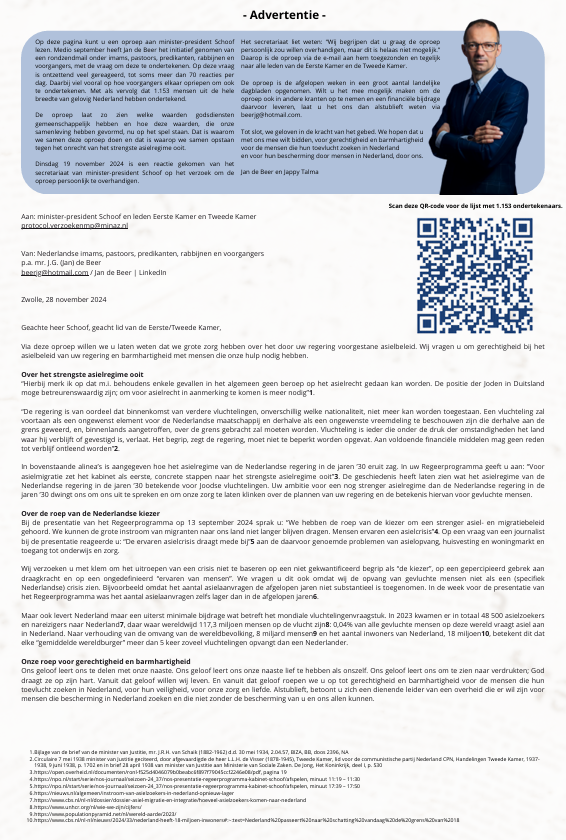 - Advertentie -
Op deze pagina kunt u een oproep aan minister-president Schoof
lezen. Medio september heeft Jan de Beer het initiatief genomen van
een rondzendmail onder imams, pastoors, predikanten, rabbijnen en
voorgangers, met de vraag om deze te ondertekenen. Op deze vraag
is ontzettend veel gereageerd, tot soms meer dan 70 reacties per
dag. Daarbij viel vooral op hoe voorgangers elkaar opriepen om ook
te ondertekenen. Met als vervolg dat 1.153 mensen uit de hele
breedte van gelovig Nederland hebben ondertekend.
De oproep laat zo zien welke waarden godsdiensten
gemeenschappelijk hebben en hoe deze waarden, die onze
samenleving hebben gevormd, nu op het spel staan. Dat is waarom
we samen deze oproep doen en dat is waarop we samen opstaan
tegen het onrecht van het strengste asielregime ooit.
Dinsdag 19 november 2024 is een reactie gekomen van het
secretariaat van minister-president Schoof op het verzoek om de
oproep persoonlijk te overhandigen.
Het secretariaat liet weten: “Wij begrijpen dat u graag de oproep
persoonlijk zou willen overhandigen, maar dit is helaas niet mogelijk.”
Daarop is de oproep via de e-mail aan hem toegezonden en tegelijk
naar alle leden van de Eerste Kamer en de Tweede Kamer.
De oproep is de afgelopen weken in een groot aantal landelijke
dagbladen opgenomen. Wilt u het mee mogelijk maken om de
oproep ook in andere kranten op te nemen en een financiële bijdrage
daarvoor leveren, laat u het ons dan alstublieft weten via
beerjg@hotmail.com.
Tot slot, we geloven in de kracht van het gebed. We hopen dat u
met ons mee wilt bidden, voor gerechtigheid en barmhartigheid
voor de mensen die hun toevlucht zoeken in Nederland
en voor hun bescherming door mensen in Nederland, door ons.
Jan de Beer en Jappy Talma
Scan deze QR-code voor de lijst met 1.153 ondertekenaars.
Aan: minister-president Schoof en leden Eerste Kamer en Tweede Kamer
protocol.verzoekenmp@minaz.nl
Van: Nederlandse imams, pastoors, predikanten, rabbijnen en voorgangers
p.a. mr. J.G. (Jan) de Beer
beerjg@hotmail.com / Jan de Beer | LinkedIn
Zwolle, 28 november 2024
Geachte heer Schoof, geacht lid van de Eerste/Tweede Kamer,
Via deze oproep willen we u laten weten dat we grote zorg hebben over het door uw regering voorgestane asielbeleid. Wij vragen u om gerechtigheid bij het
asielbeleid van uw regering en barmhartigheid met mensen die onze hulp nodig hebben.
Over het strengste asielregime ooit
“Hierbij merk ik op dat m.i. behoudens enkele gevallen in het algemeen geen beroep op het asielrecht gedaan kan worden. De positie der Joden in Duitsland
moge betreurenswaardig zijn; om voor asielrecht in aanmerking te komen is meer nodig”1.
“De regering is van oordeel dat binnenkomst van verdere vluchtelingen, onverschillig welke nationaliteit, niet meer kan worden toegestaan. Een vluchteling zal
voortaan als een ongewenst element voor de Nederlandse maatschappij en derhalve als een ongewenste vreemdeling te beschouwen zijn die derhalve aan de
grens geweerd, en, binnenslands aangetroffen, over de grens gebracht zal moeten worden. Vluchteling is ieder die onder de druk der omstandigheden het land
waar hij verblijft of gevestigd is, verlaat. Het begrip, zegt de regering, moet niet te beperkt worden opgevat. Aan voldoende financiële middelen mag geen reden
tot verblijf ontleend worden”2.
In bovenstaande alinea’s is aangegeven hoe het asielregime van de Nederlandse regering in de jaren ’30 eruit zag. In uw Regeerprogramma geeft u aan: “Voor
asielmigratie zet het kabinet als eerste, concrete stappen naar het strengste asielregime ooit”3. De geschiedenis heeft laten zien wat het asielregime van de
Nederlandse regering in de jaren ’30 betekende voor Joodse vluchtelingen. Uw ambitie voor een nog strenger asielregime dan de Nederlandse regering in de
jaren ’30 dwingt ons om ons uit te spreken en om onze zorg te laten klinken over de plannen van uw regering en de betekenis hiervan voor gevluchte mensen.
Over de roep van de Nederlandse kiezer
Bij de presentatie van het Regeerprogramma op 13 september 2024 sprak u: “We hebben de roep van de kiezer om een strenger asiel- en migratiebeleid
gehoord. We kunnen de grote instroom van migranten naar ons land niet langer blijven dragen. Mensen ervaren een asielcrisis”4. Op een vraag van een journalist
bij de presentatie reageerde u: “De ervaren asielcrisis draagt mede bij”5 aan de daarvoor genoemde problemen van asielopvang, huisvesting en woningmarkt en
toegang tot onderwijs en zorg.
Wij verzoeken u met klem om het uitroepen van een crisis niet te baseren op een niet gekwantificeerd begrip als “de kiezer”, op een gepercipieerd gebrek aan
draagkracht en op een ongedefinieerd “ervaren van mensen”. We vragen u dit ook omdat wij de opvang van gevluchte mensen niet als een (specifiek
Nederlandse) crisis zien. Bijvoorbeeld omdat het aantal asielaanvragen de afgelopen jaren niet substantieel is toegenomen. In de week voor de presentatie van
het Regeerprogramma was het aantal asielaanvragen zelfs lager dan in de afgelopen jaren6.
Maar ook levert Nederland maar een uiterst minimale bijdrage wat betreft het mondiale vluchtelingenvraagstuk. In 2023 kwamen er in totaal 48 500 asielzoekers
en nareizigers naar Nederland7, daar waar wereldwijd 117,3 miljoen mensen op de vlucht zijn8: 0,04% van alle gevluchte mensen op deze wereld vraagt asiel aan
in Nederland. Naar verhouding van de omvang van de wereldbevolking, 8 miljard mensen9 en het aantal inwoners van Nederland, 18 miljoen10, betekent dit dat
elke “gemiddelde wereldburger” meer dan 5 keer zoveel vluchtelingen opvangt dan een Nederlander.
Onze roep voor gerechtigheid en barmhartigheid
Ons geloof leert ons te delen met onze naaste. Ons geloof leert ons onze naaste lief te hebben als onszelf. Ons geloof leert ons om te zien naar verdrukten; God
draagt ze op zijn hart. Vanuit dat geloof willen wij leven. En vanuit dat geloof roepen we u op tot gerechtigheid en barmhartigheid voor de mensen die hun
toevlucht zoeken in Nederland, voor hun veiligheid, voor onze zorg en liefde. Alstublieft, betoont u zich een dienende leider van een overheid die er wil zijn voor
mensen die bescherming in Nederland zoeken en die niet zonder de bescherming van u en ons allen kunnen.
1. Bijlage van de brief van de minister van Justitie, mr. J.R.H. van Schaik (1882-1962) d.d. 30 mei 1934, 2.04.57, BIZA, BB, doos 2396, NA
2. Circulaire 7 mei 1938 minister van Justitie geciteerd, door afgevaardigde de heer L.L.H. de Visser (1878-1945), Tweede Kamer, lid voor de communistische partij Nederland CPN, Handelingen Tweede Kamer, 1937-
1938, 9 juni 1938, p. 1702 en in brief 28 april 1938 van minister van Justitie aan Ministerie van Sociale Zaken. De Jong, Het Koninkrijk, deel I, p. 530
4. https://npo.nl/start/serie/nos-journaal/seizoen-24_37/nos-presentatie-regeerprogramma-kabinet-schoof/afspelen, minuut 11:19 – 11:30
5. https://npo.nl/start/serie/nos-journaal/seizoen-24_37/nos-presentatie-regeerprogramma-kabinet-schoof/afspelen, minuut 17:39 – 17:50
6. https://nieuws.nl/algemeen/instroom-asielzoekers-in-nederland-opnieuw-lager
7. https://www.cbs.nl/nl-nl/dossier/dossier-asiel-migratie-en-integratie/hoeveel-asielzoekers-komen-naar-nederland
8. https://www.unhcr.org/nl/wie-we-zijn/cijfers/
9. https://www.populationpyramid.net/nl/wereld-aarde/2023/
10. https://www.cbs.nl/nl-nl/nieuws/2024/33/nederland-heeft-18-miljoen-inwoners#:~:text=Nederland%20passeert%20naar%20schatting%20vandaag%20de%20grens%20van%2018